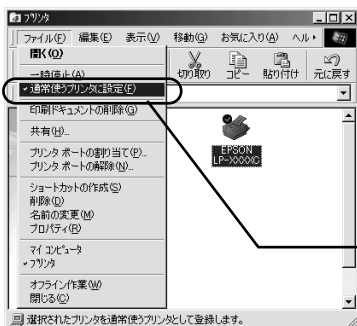 プリンタ
ファイル(F) 編集(E) 表示(V) 移動(G) お気に入り(A) ヘル
開く(O)
一時停止(A)
通常使うプリンタに設定(F)
印刷ドキュメントの削除(G)
共有(H)...
プリンタ ポートの割り当て(P)...
プリンタ ポートの解除(N)...
ショートカットの作成(S)
削除(D)
名前の変更(M)
プロパティ(R)
マイ コンピュータ
プリンタ
オフライン作業(W)
閉じる(C)
切り取り コピー 貼り付け 元に戻す
EPSON
LP-XXXXC
選択されたプリンタを通常使うプリンタとして登録します。